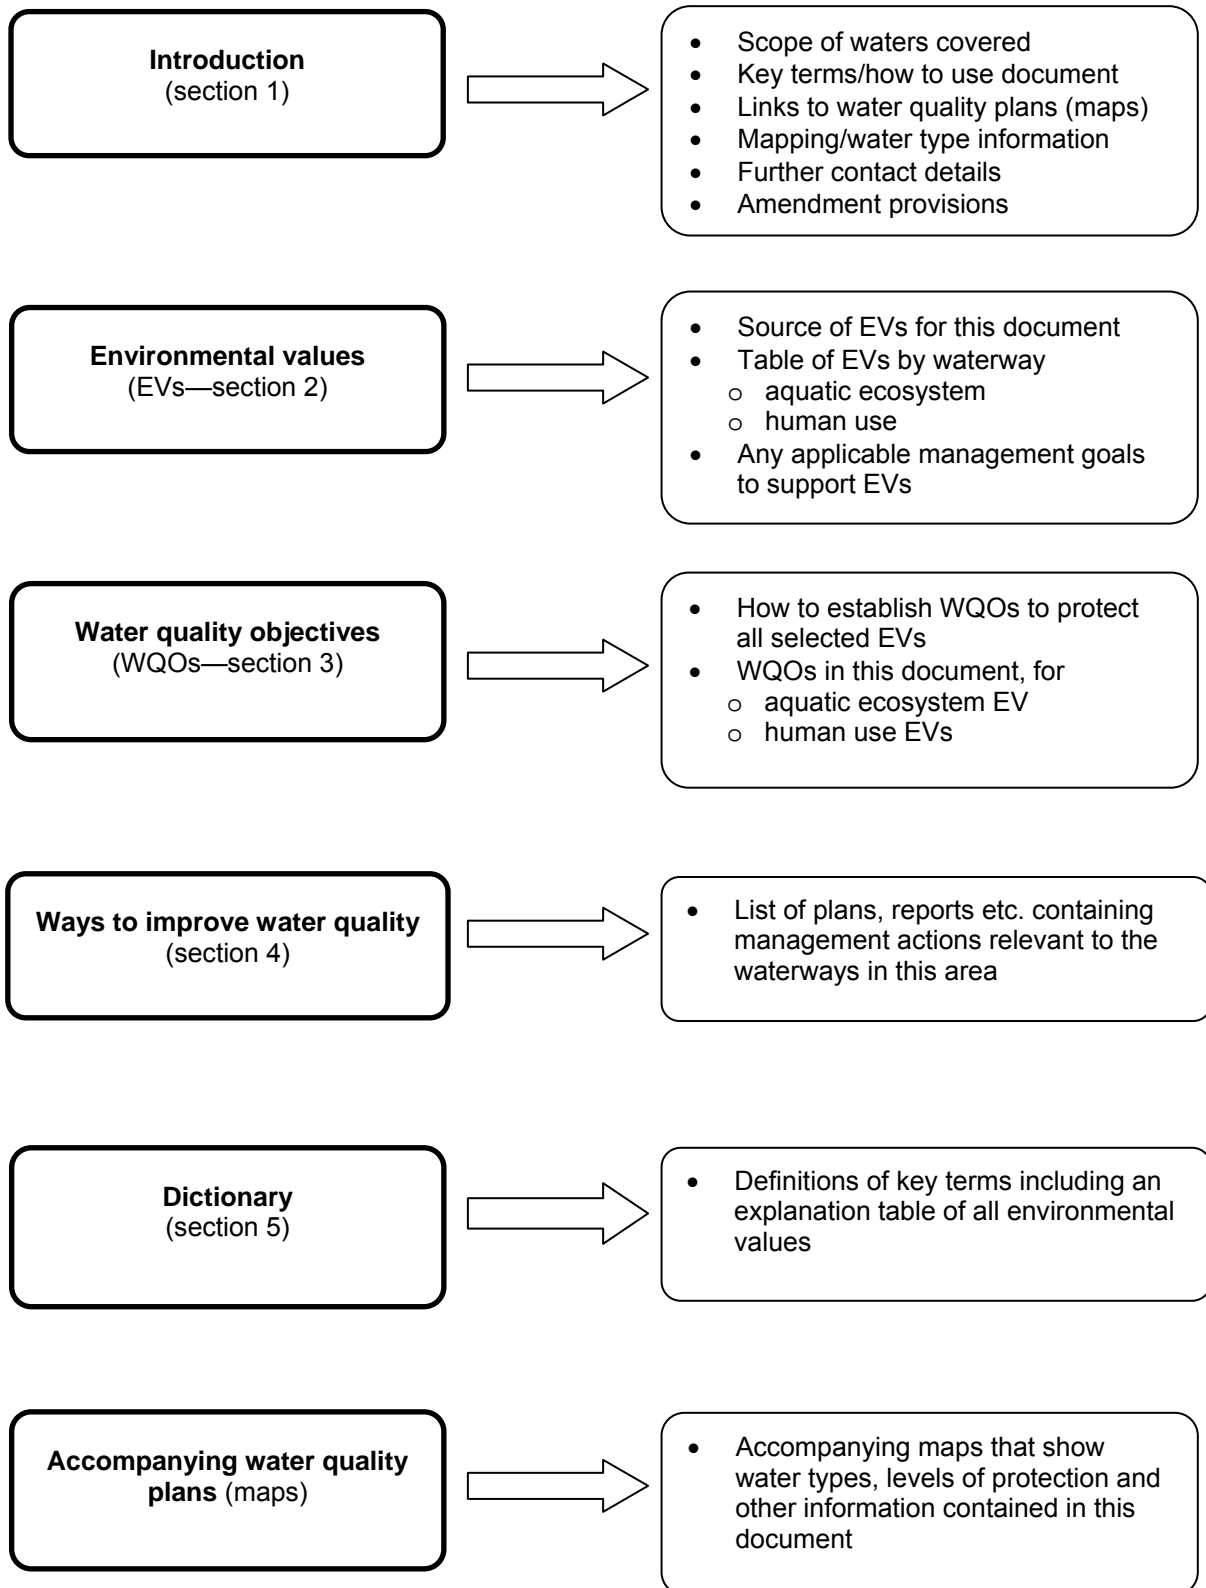 Introduction
(section 1)
• Scope of waters covered
• Key terms/how to use document
• Links to water quality plans (maps)
• Mapping/water type information
• Further contact details
• Amendment provisions
Environmental values
(EVs—section 2)
• Source of EVs for this document
• Table of EVs by waterway
o aquatic ecosystem
o human use
• Any applicable management goals
to support EVs
Water quality objectives
(WQOs—section 3)
• How to establish WQOs to protect
all selected EVs
• WQOs in this document, for
o aquatic ecosystem EV
o human use EVs
Ways to improve water quality
(section 4)
• List of plans, reports etc. containing
management actions relevant to the
waterways in this area
Dictionary
(section 5)
• Definitions of key terms including an
explanation table of all environmental
values
Accompanying water quality
plans (maps)
• Accompanying maps that show
water types, levels of protection and
other information contained in this
document